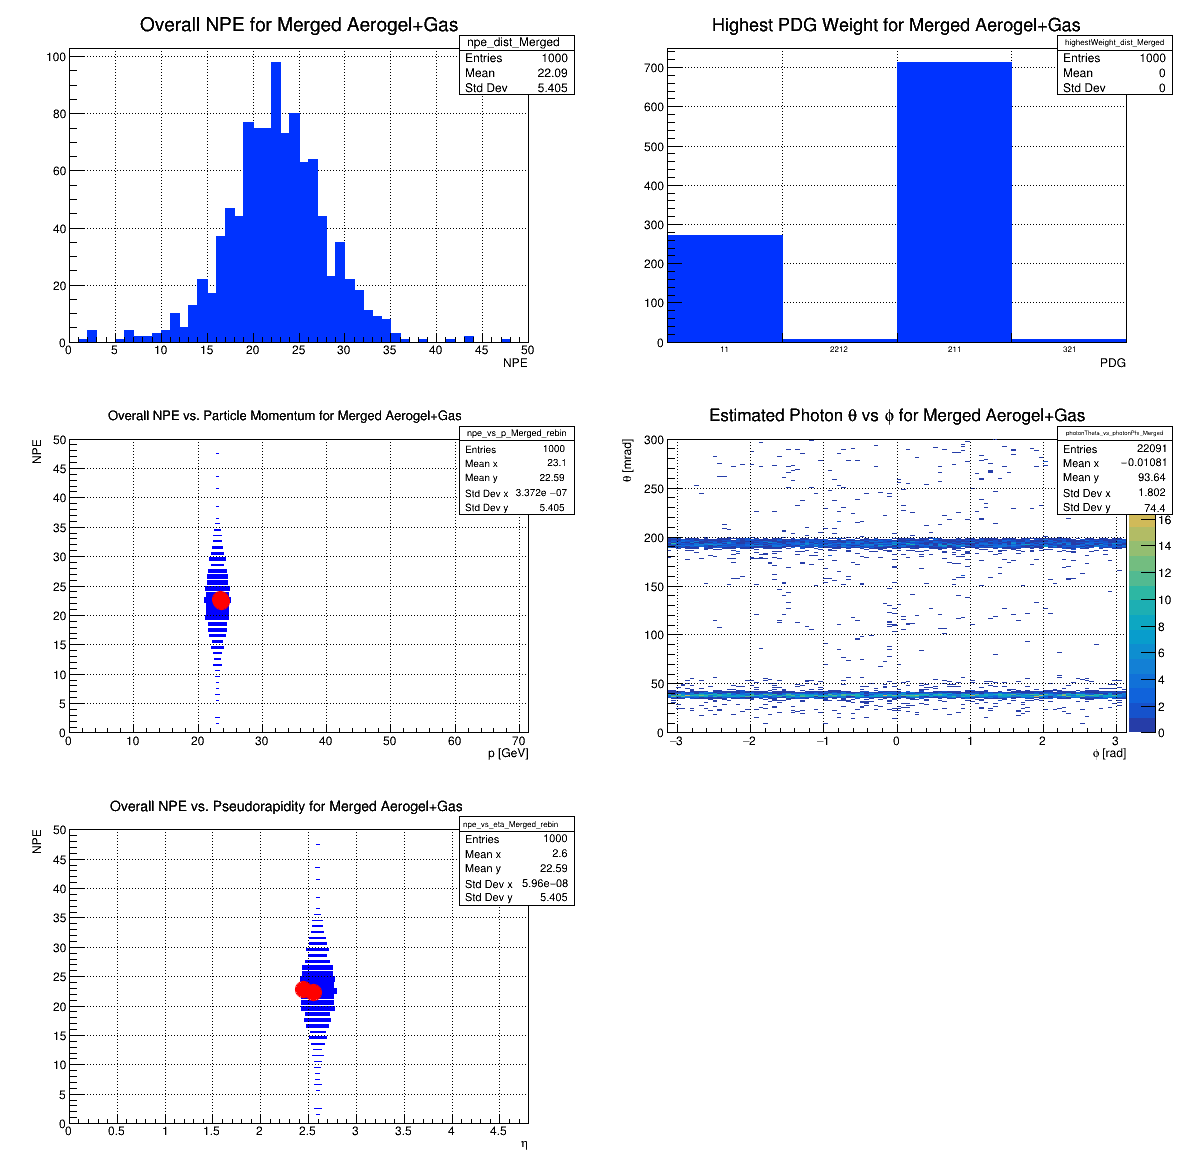 Overall NPE for Merged Aerogel+Gas
npe_dist_Merged
Entries 1000
Mean 22.09
Std Dev 5.405
100
80
60
40
20
0
0 5 10 15 20 25 30 35 40 45 50
NPE
Highest PDG Weight for Merged Aerogel+Gas
highestWeight_dist_Merged
Entries 1000
Mean 0
Std Dev 0
700
600
500
400
300
200
100
0
11 2212 211 321
PDG
Overall NPE vs. Particle Momentum for Merged Aerogel+Gas
npe_vs_p_Merged_rebin
Entries 1000
Mean x 23.1
Mean y 22.59
Std Dev x 3.372e −07
Std Dev y 5.405
NPE
50
45
40
35
30
25
20
15
10
5
0
0 10 20 30 40 50 60 70
p [GeV]
Estimated Photon θ vs ϕ for Merged Aerogel+Gas
photonTheta_vs_photonPhi_Merged
Entries 22091
Mean x −0.01081
Mean y 93.64
Std Dev x 1.802
Std Dev y 74.4
θ [mrad]
300
250
200
150
100
50
0
−3 −2 −1 0 1 2 3
ϕ [rad]
16
14
12
10
8
6
4
2
0
Overall NPE vs. Pseudorapidity for Merged Aerogel+Gas
npe_vs_eta_Merged_rebin
Entries 1000
Mean x 2.6
Mean y 22.59
Std Dev x 5.96e−08
Std Dev y 5.405
NPE
50
45
40
35
30
25
20
15
10
5
0
0 0.5 1 1.5 2 2.5 3 3.5 4 4.5
η